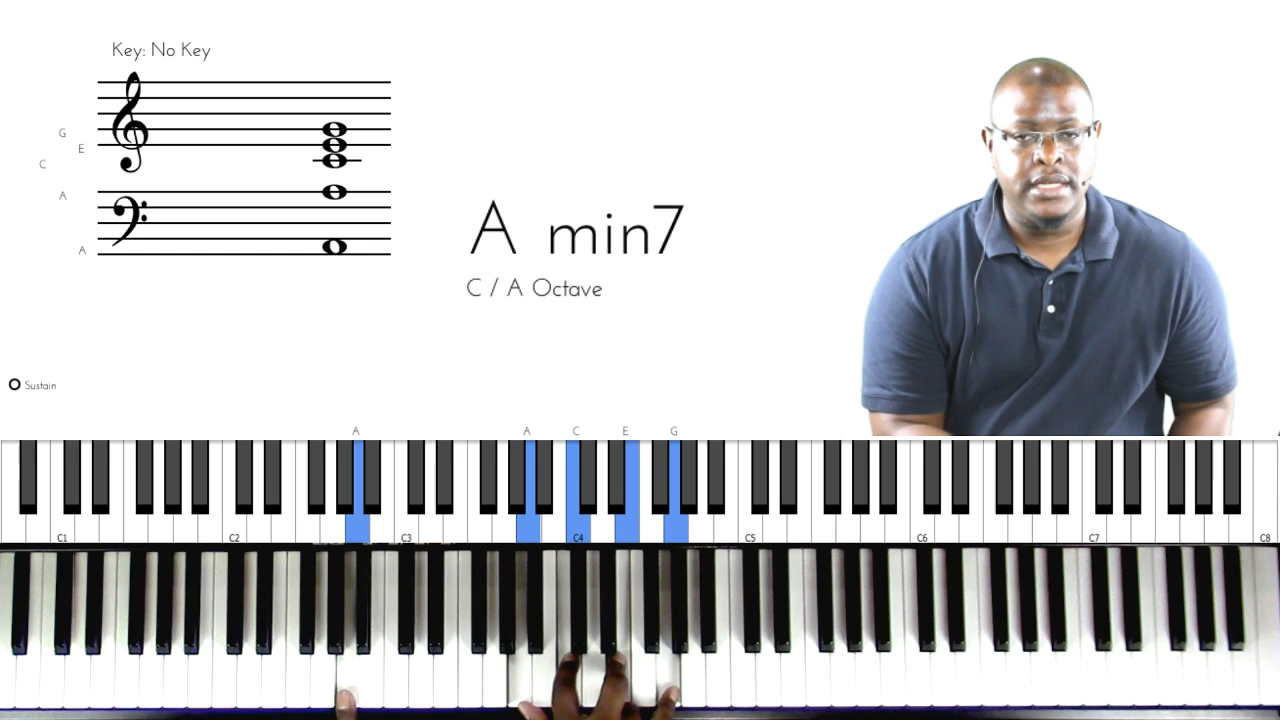 Key: No Key
G
E
C
A
A
A min7
C / A Octave
Sustain
A A C E G
C1 C2 C3 C4 C5 C6 C7 C8